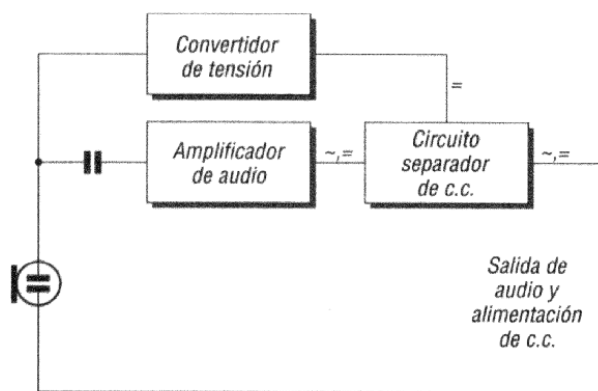 Convertidor
de tensión
=
Amplificador
de audio
~,=
Circuito
separador
de c.c.
~,=
Salida de
audio y
alimentación
de c.c.